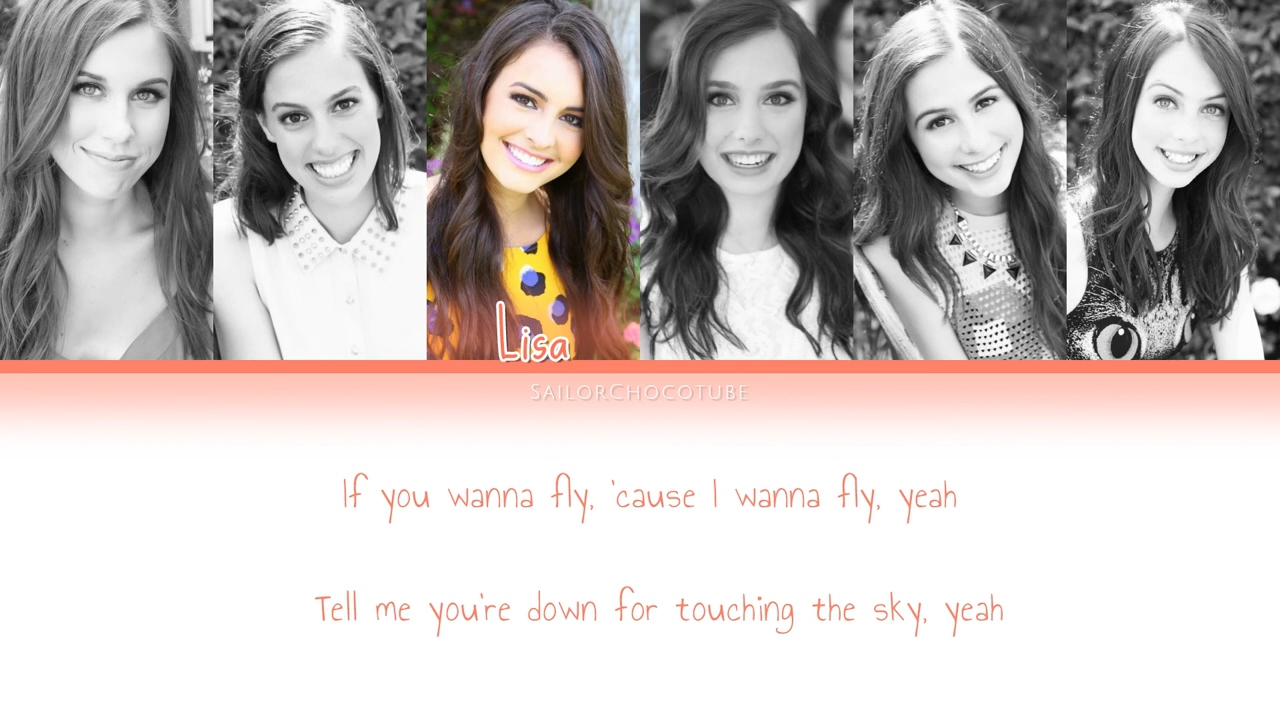 Lisa
SAILORCHOCOTUBE
If you wanna fly, 'cause I wanna fly, yeah
Tell me you're down for touching the sky, yeah